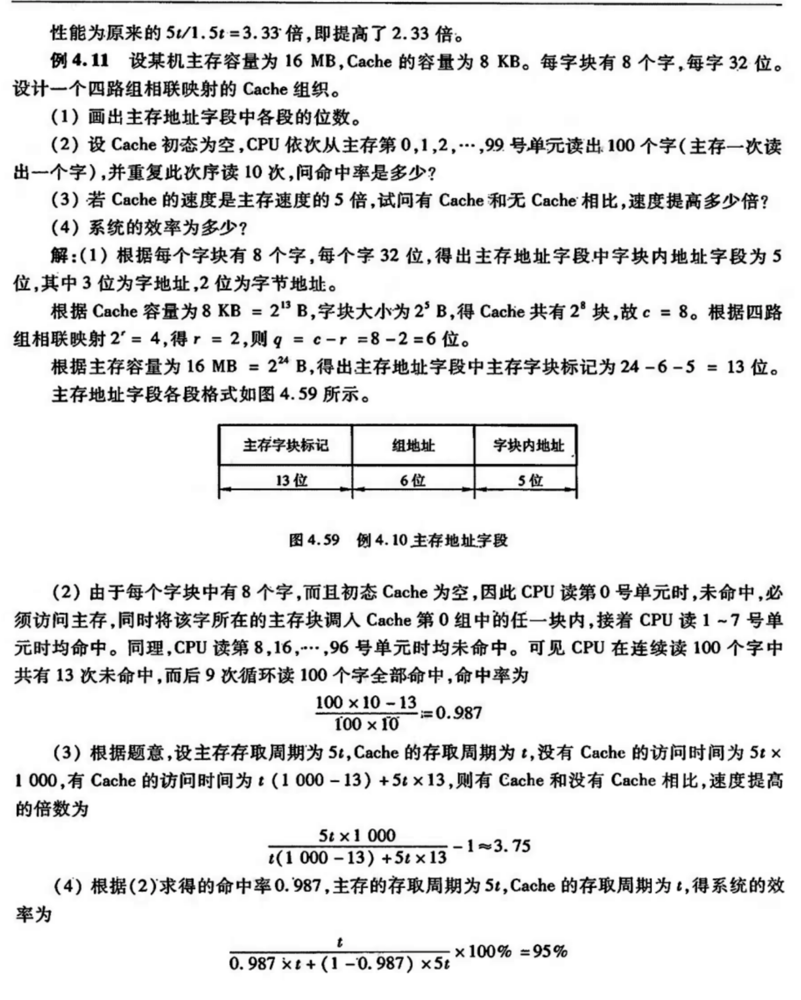 性能为原来的 5t/1.5t=3.33 倍,即提高了 2.33 倍。
例 4.11 设某机主存容量为 16 MB,Cache 的容量为 8 KB。每字块有 8 个字,每字 32 位。
设计一个四路组相联映射的 Cache 组织。
(1) 画出主存地址字段中各段的位数。
(2) 设 Cache 初态为空,CPU 依次从主存第 0,1,2,…,99 号单元读出 100 个字(主存一次读
出一个字),并重复此次序读 10 次,问命中率是多少?
(3) 若 Cache 的速度是主存速度的 5 倍,试问有 Cache 和无 Cache 相比,速度提高多少倍?
(4) 系统的效率为多少?
解:(1) 根据每个字块有 8 个字,每个字 32 位,得出主存地址字段中字块内地址字段为 5
位,其中 3 位为字地址,2 位为字节地址。
根据 Cache 容量为 8 KB = 2¹³ B,字块大小为 2⁵ B,得 Cache 共有 2⁸ 块,故 c = 8。根据四路
组相联映射 2ʳ = 4,得 r = 2,则 q = c - r = 8 - 2 = 6 位。
根据主存容量为 16 MB = 2²⁴ B,得出主存地址字段中主存字块标记为 24 - 6 - 5 = 13 位。
主存地址字段各段格式如图 4.59 所示。
主存字块标记 组地址 字块内地址
13 位 6 位 5 位
图 4.59 例 4.10 主存地址字段
(2) 由于每个字块中有 8 个字,而且初态 Cache 为空,因此 CPU 读第 0 号单元时,未命中,必
须访问主存,同时将该字所在的主存块调入 Cache 第 0 组中的任一块内,接着 CPU 读 1 ~ 7 号单
元时均命中。同理,CPU 读第 8,16,…,96 号单元时均未命中。可见 CPU 在连续读 100 个字中
共有 13 次未命中,而后 9 次循环读 100 个字全部命中,命中率为
100 × 10 - 13
100 × 10
=0.987
(3) 根据题意,设主存存取周期为 5t,Cache 的存取周期为 t,没有 Cache 的访问时间为 5t ×
1 000,有 Cache 的访问时间为 t (1 000 - 13) + 5t × 13,则有 Cache 和没有 Cache 相比,速度提高
的倍数为
5t × 1 000
t(1 000 - 13) + 5t × 13
- 1 ≈ 3.75
(4) 根据(2)求得的命中率 0.987,主存的存取周期为 5t,Cache 的存取周期为 t,得系统的效
率为
t
0.987 × t + (1 - 0.987) × 5t
× 100% = 95%